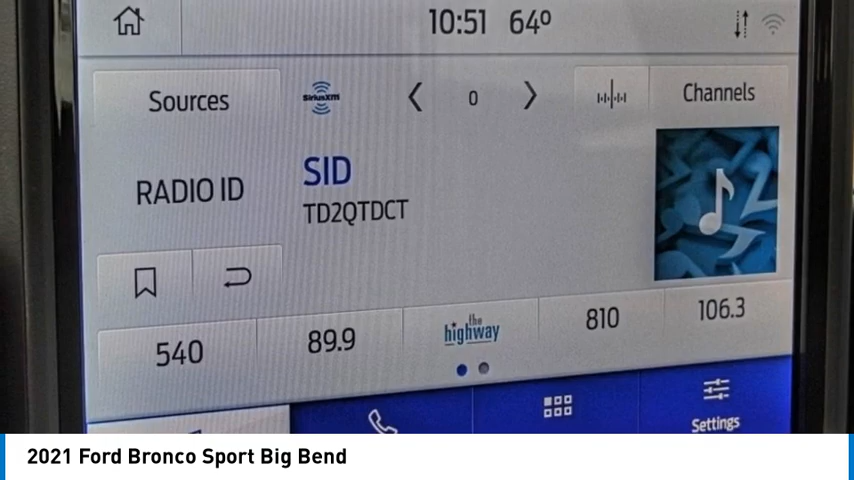 10:51 64º
Sources
SiriusXM
0
Channels
RADIO ID
SID
TD2QTDCT
540
89.9
the
highway
810
106.3
Settings
2021 Ford Bronco Sport Big Bend